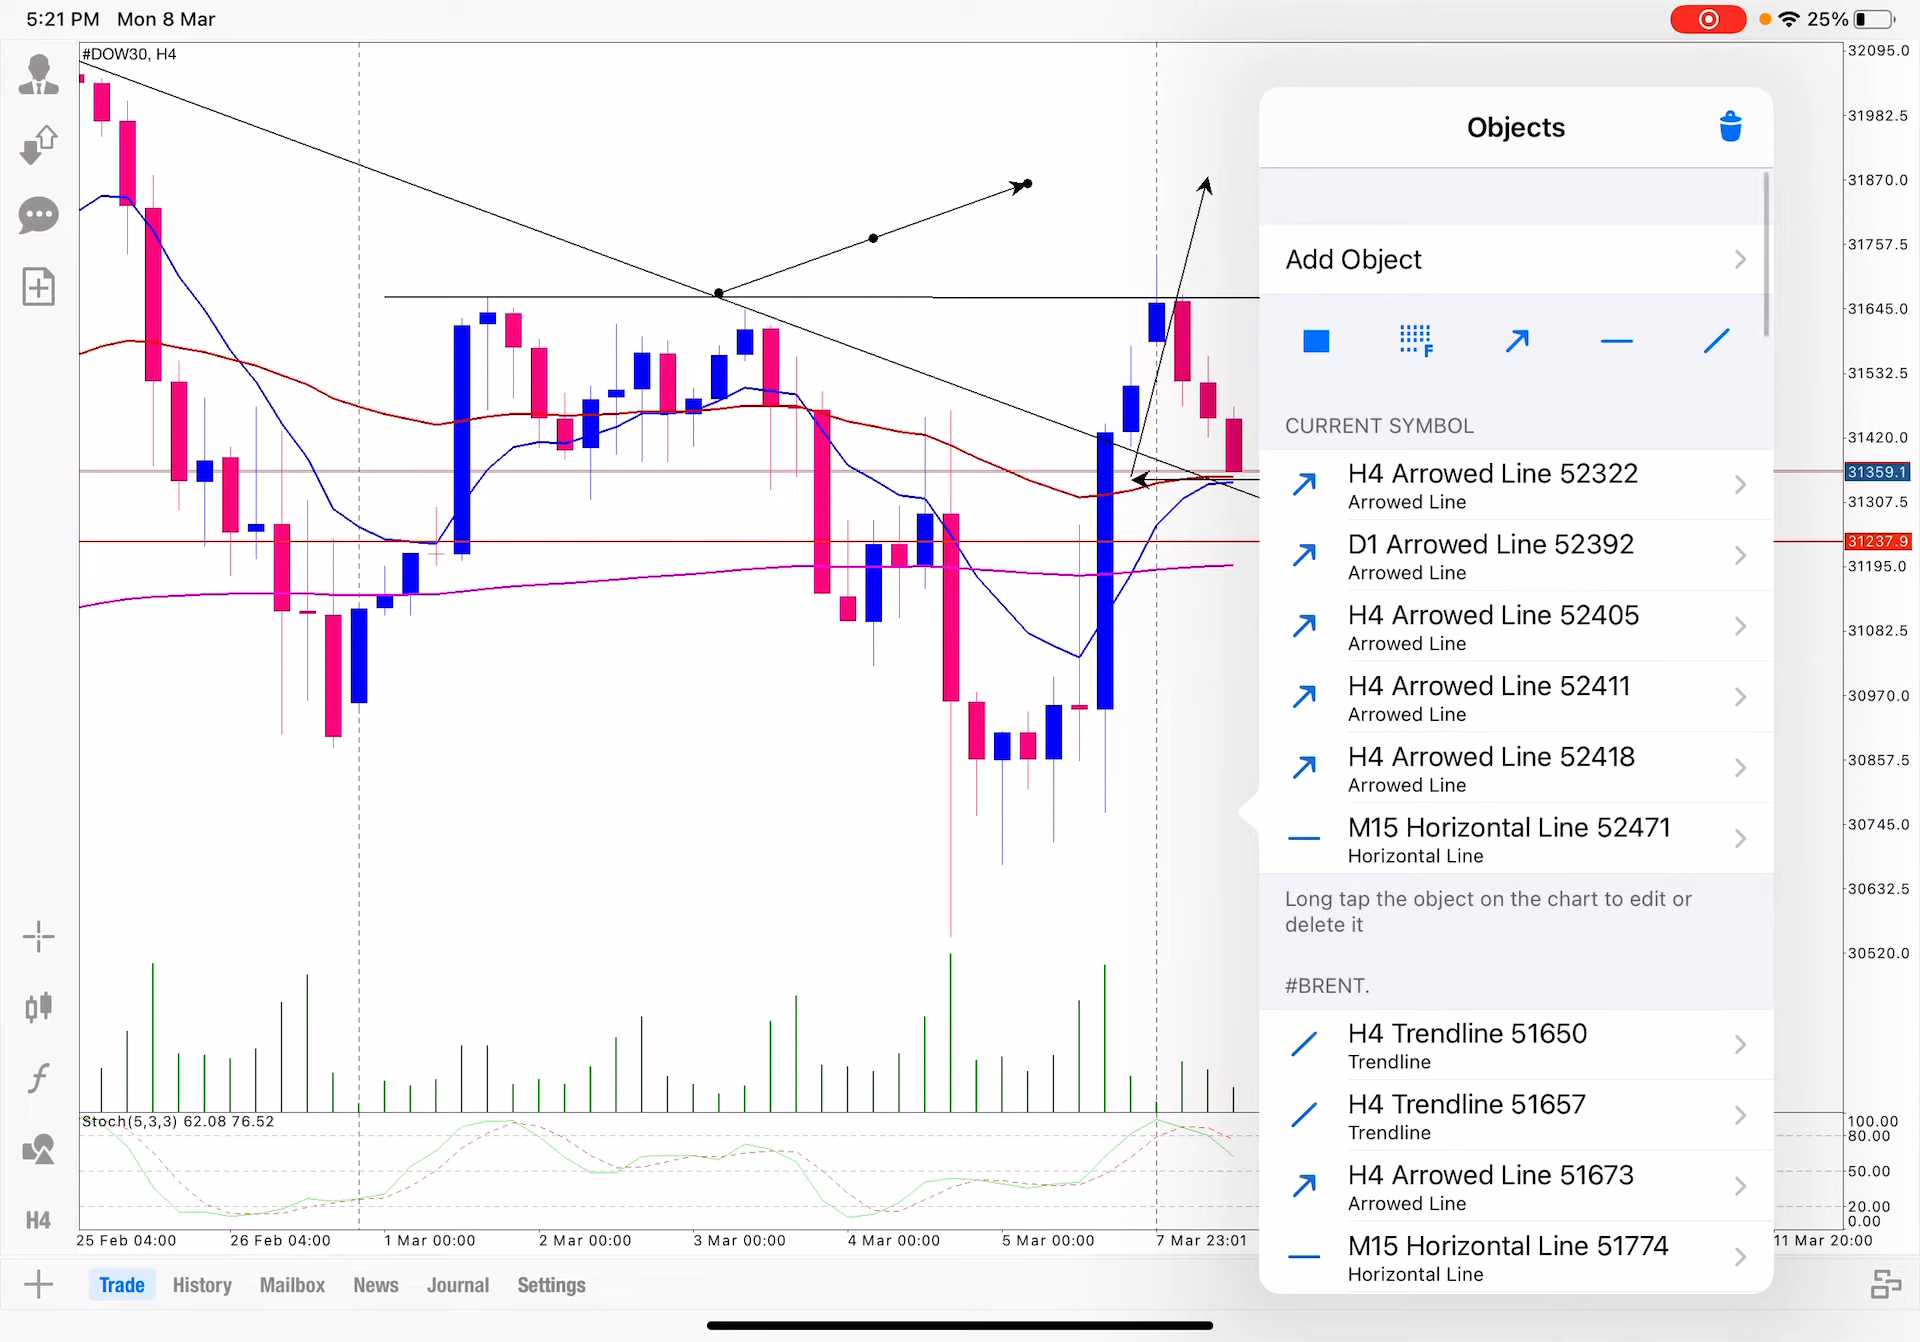 5:21 PM Mon 8 Mar
25%
#DOW30, H4
32095.0
31982.5
31870.0
31757.5
31645.0
31532.5
31420.0
31359.1
31307.5
31237.9
31195.0
31082.5
30970.0
30857.5
30745.0
30632.5
30520.0
Objects
Add Object
F
CURRENT SYMBOL
H4 Arrowed Line 52322
Arrowed Line
D1 Arrowed Line 52392
Arrowed Line
H4 Arrowed Line 52405
Arrowed Line
H4 Arrowed Line 52411
Arrowed Line
H4 Arrowed Line 52418
Arrowed Line
M15 Horizontal Line 52471
Horizontal Line
Long tap the object on the chart to edit or
delete it
#BRENT.
H4 Trendline 51650
Trendline
H4 Trendline 51657
Trendline
H4 Arrowed Line 51673
Arrowed Line
M15 Horizontal Line 51774
Horizontal Line
Stoch(5,3,3) 62.08 76.52
100.00
80.00
50.00
20.00
0.00
f
H4
25 Feb 04:00 26 Feb 04:00 1 Mar 00:00 2 Mar 00:00 3 Mar 00:00 4 Mar 00:00 5 Mar 00:00 7 Mar 23:01 11 Mar 20:00
Trade History Mailbox News Journal Settings